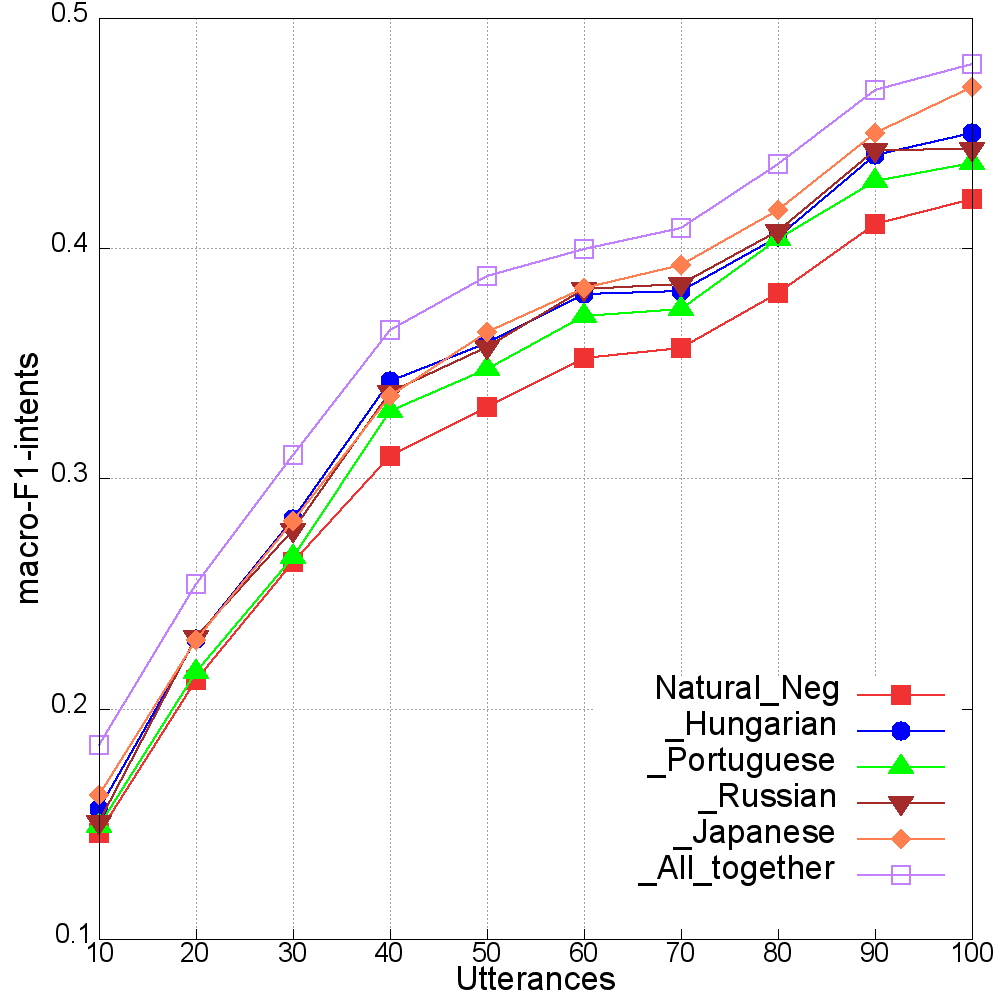 0.5
0.4
0.3
0.2
0.1
macro-F1-intents
Natural_Neg
_Hungarian
_Portuguese
_Russian
_Japanese
_All_together
10 20 30 40 50 60 70 80 90 100
Utterances